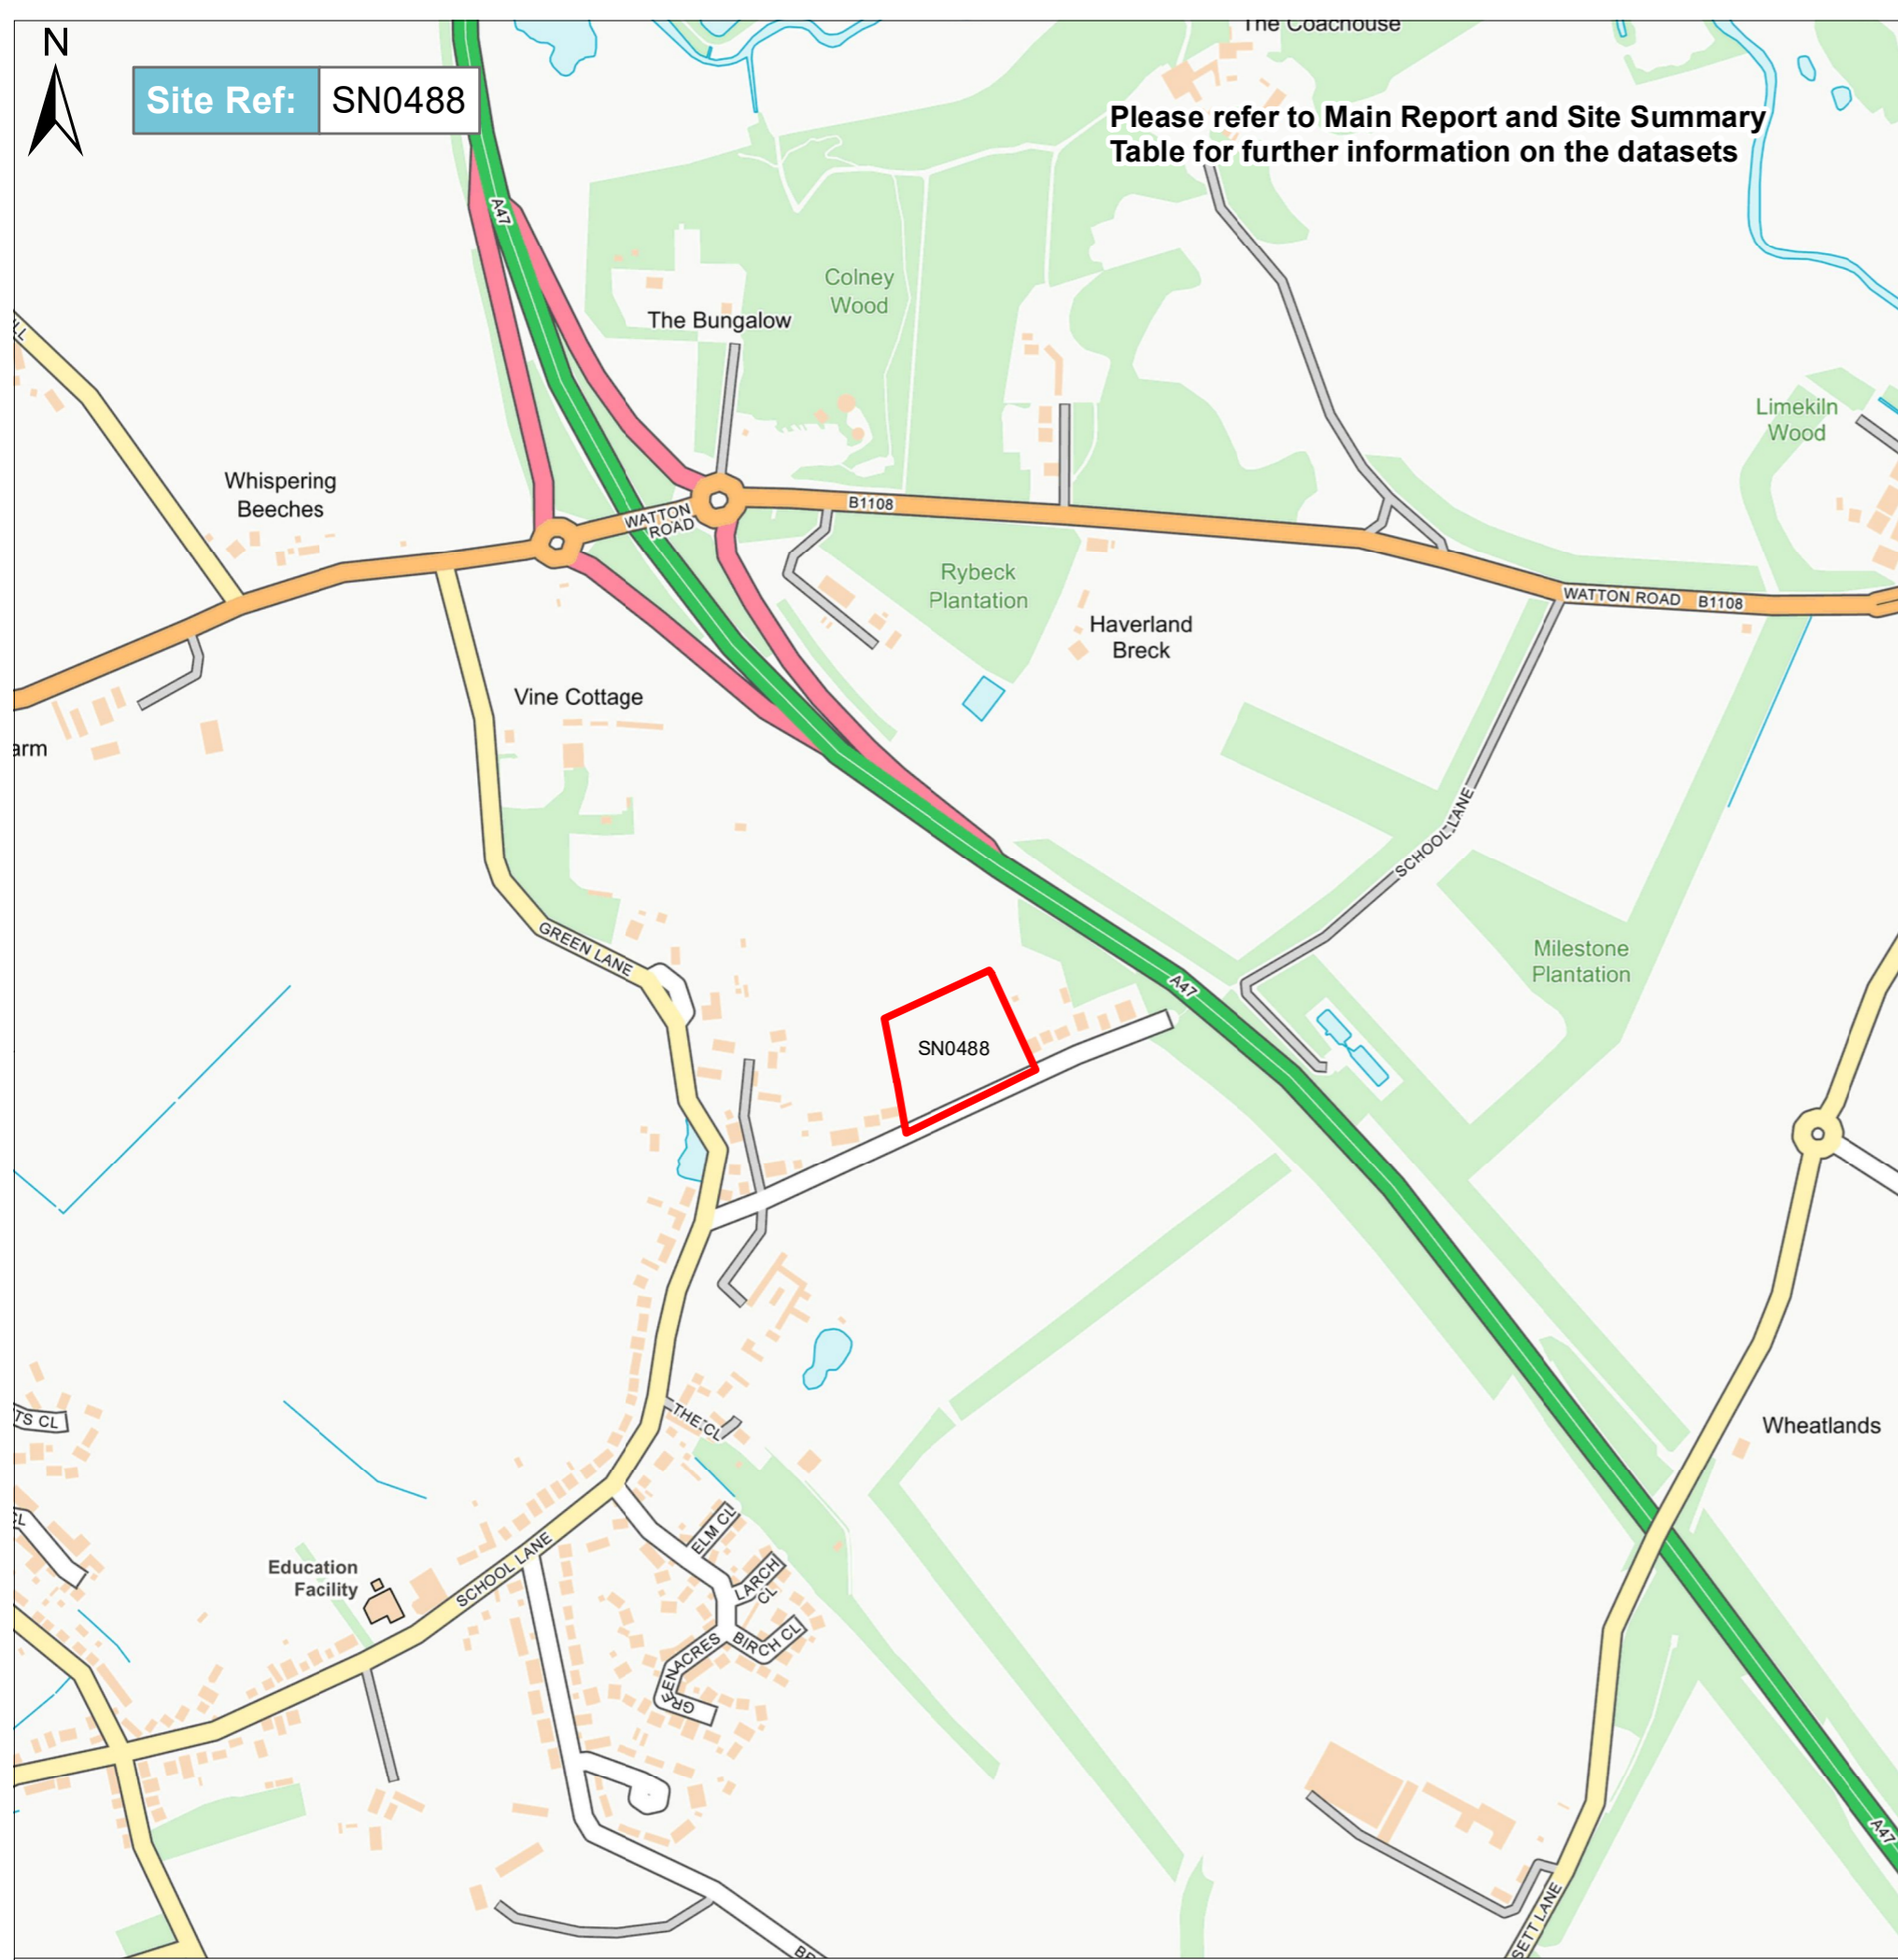 The Coachouse
N
Site Ref: SN0488
Please refer to Main Report and Site Summary
Table for further information on the datasets
A47
Colney
Wood
The Bungalow
Limekiln
Wood
Whispering
Beeches
B1108
WATTON
ROAD
Rybeck
Plantation
WATTON ROAD B1108
Haverland
Breck
Vine Cottage
arm
SCHOOL LANE
GREEN LANE
Milestone
Plantation
A47
SN0488
THE CL
TS CL
Wheatlands
CL
ELM CL
SCHOOL LANE
Education
Facility
LARCH
CL
BIRCH CL
GREENACRES
A47
SETT LANE